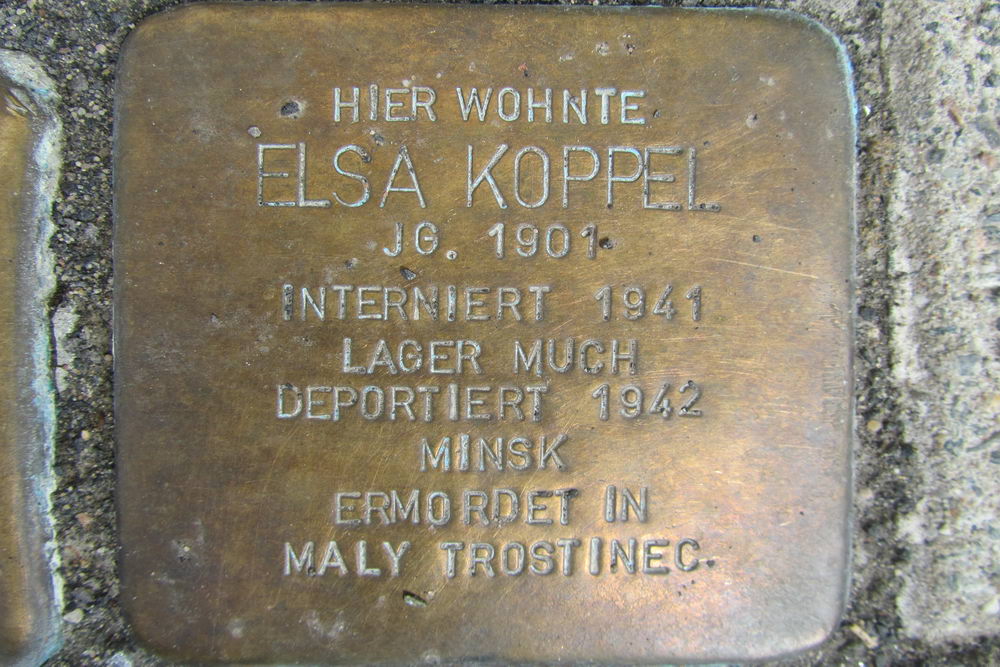 HIER WOHNTE
ELSA KOPPEL
JG. 1901
INTERNIERT 1941
LAGER MUCH
DEPORTIERT 1942
MINSK
ERMORDET IN
MALY TROSTINEC